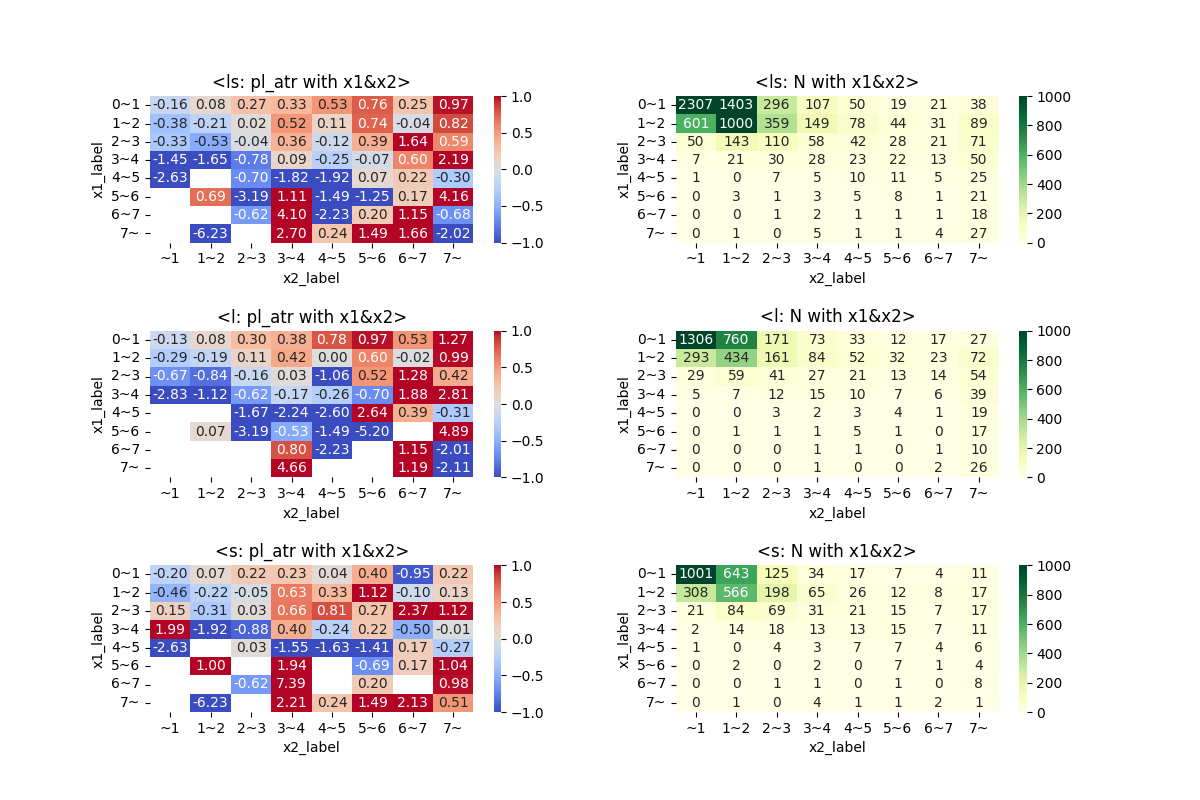 <ls: pl_atr with x1&x2>
x1_label
0~1 -0.16 0.08 0.27 0.33 0.53 0.76 0.25 0.97
1~2 -0.38 -0.21 0.02 0.52 0.11 0.74 -0.04 0.82
2~3 -0.33 -0.53 -0.04 0.36 -0.12 0.39 1.64 0.59
3~4 -1.45 -1.65 -0.78 0.09 -0.25 -0.07 0.60 2.19
4~5 -2.63 -0.70 -1.82 -1.92 0.07 0.22 -0.30
5~6 0.69 -3.19 1.11 -1.49 -1.25 0.17 4.16
6~7 -0.62 4.10 -2.23 0.20 1.15 -0.68
7~ -6.23 2.70 0.24 1.49 1.66 -2.02
~1 1~2 2~3 3~4 4~5 5~6 6~7 7~
x2_label
1.0
0.5
0.0
−0.5
−1.0
<ls: N with x1&x2>
x1_label
0~1 2307 1403 296 107 50 19 21 38
1~2 601 1000 359 149 78 44 31 89
2~3 50 143 110 58 42 28 21 71
3~4 7 21 30 28 23 22 13 50
4~5 1 0 7 5 10 11 5 25
5~6 0 3 1 3 5 8 1 21
6~7 0 0 1 2 1 1 1 18
7~ 0 1 0 5 1 1 4 27
~1 1~2 2~3 3~4 4~5 5~6 6~7 7~
x2_label
1000
800
600
400
200
0
<l: pl_atr with x1&x2>
x1_label
0~1 -0.13 0.08 0.30 0.38 0.78 0.97 0.53 1.27
1~2 -0.29 -0.19 0.11 0.42 0.00 0.60 -0.02 0.99
2~3 -0.67 -0.84 -0.16 0.03 -1.06 0.52 1.28 0.42
3~4 -2.83 -1.12 -0.62 -0.17 -0.26 -0.70 1.88 2.81
4~5 -1.67 -2.24 -2.60 2.64 0.39 -0.31
5~6 0.07 -3.19 -0.53 -1.49 -5.20 4.89
6~7 0.80 -2.23 1.15 -2.01
7~ 4.66 1.19 -2.11
~1 1~2 2~3 3~4 4~5 5~6 6~7 7~
x2_label
1.0
0.5
0.0
−0.5
−1.0
<l: N with x1&x2>
x1_label
0~1 1306 760 171 73 33 12 17 27
1~2 293 434 161 84 52 32 23 72
2~3 29 59 41 27 21 13 14 54
3~4 5 7 12 15 10 7 6 39
4~5 0 0 3 2 3 4 1 19
5~6 0 1 1 1 5 1 0 17
6~7 0 0 0 1 1 0 1 10
7~ 0 0 0 1 0 0 2 26
~1 1~2 2~3 3~4 4~5 5~6 6~7 7~
x2_label
1000
800
600
400
200
0
<s: pl_atr with x1&x2>
x1_label
0~1 -0.20 0.07 0.22 0.23 0.04 0.40 -0.95 0.22
1~2 -0.46 -0.22 -0.05 0.63 0.33 1.12 -0.10 0.13
2~3 0.15 -0.31 0.03 0.66 0.81 0.27 2.37 1.12
3~4 1.99 -1.92 -0.88 0.40 -0.24 0.22 -0.50 -0.01
4~5 -2.63 0.03 -1.55 -1.63 -1.41 0.17 -0.27
5~6 1.00 1.94 -0.69 0.17 1.04
6~7 -0.62 7.39 0.20 0.98
7~ -6.23 2.21 0.24 1.49 2.13 0.51
~1 1~2 2~3 3~4 4~5 5~6 6~7 7~
x2_label
1.0
0.5
0.0
−0.5
−1.0
<s: N with x1&x2>
x1_label
0~1 1001 643 125 34 17 7 4 11
1~2 308 566 198 65 26 12 8 17
2~3 21 84 69 31 21 15 7 17
3~4 2 14 18 13 13 15 7 11
4~5 1 0 4 3 7 7 4 6
5~6 0 2 0 2 0 7 1 4
6~7 0 0 1 1 0 1 0 8
7~ 0 1 0 4 1 1 2 1
~1 1~2 2~3 3~4 4~5 5~6 6~7 7~
x2_label
1000
800
600
400
200
0